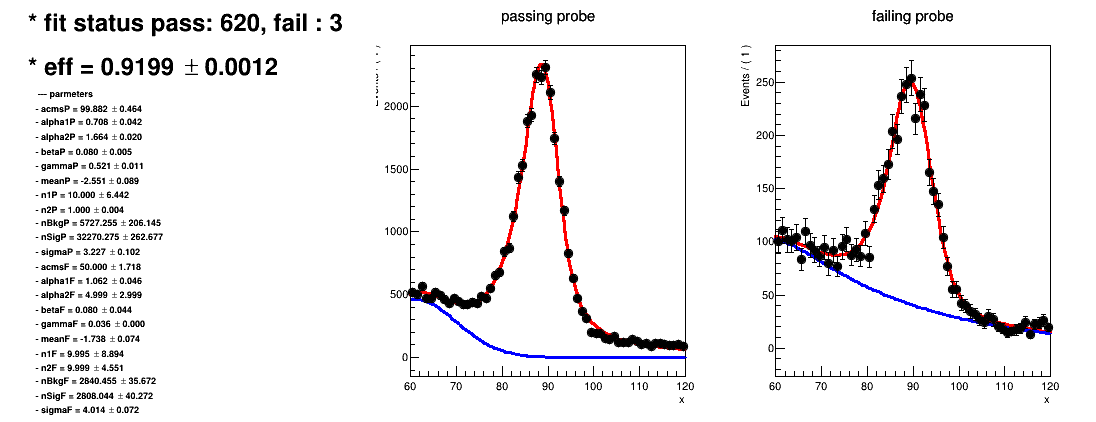 * fit status pass: 620, fail : 3
* eff = 0.9199 ± 0.0012
--- parmeters
- acmsP = 99.882 ± 0.464
- alpha1P = 0.708 ± 0.042
- alpha2P = 1.664 ± 0.020
- betaP = 0.080 ± 0.005
- gammaP = 0.521 ± 0.011
- meanP = -2.551 ± 0.089
- n1P = 10.000 ± 6.442
- n2P = 1.000 ± 0.004
- nBkgP = 5727.255 ± 206.145
- nSigP = 32270.275 ± 262.677
- sigmaP = 3.227 ± 0.102
- acmsF = 50.000 ± 1.718
- alpha1F = 1.062 ± 0.046
- alpha2F = 4.999 ± 2.999
- betaF = 0.080 ± 0.044
- gammaF = 0.036 ± 0.000
- meanF = -1.738 ± 0.074
- n1F = 9.995 ± 8.894
- n2F = 9.999 ± 4.551
- nBkgF = 2840.455 ± 35.672
- nSigF = 2808.044 ± 40.272
- sigmaF = 4.014 ± 0.072
passing probe
2000
1500
1000
500
0
60 70 80 90 100 110 120
x
failing probe
Events / ( 1 )
250
200
150
100
50
0
60 70 80 90 100 110 120
x